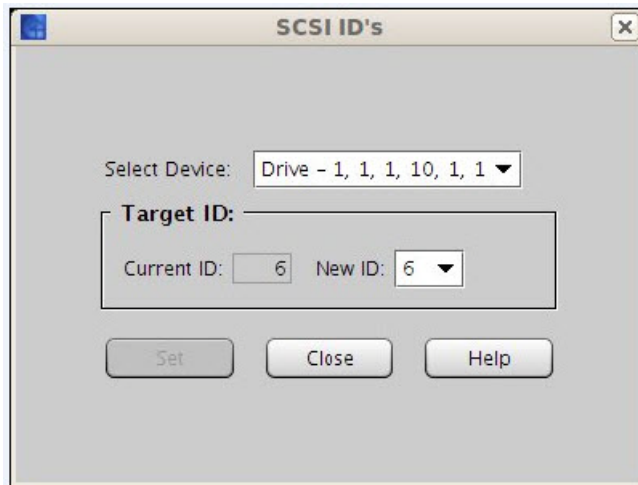 SCSI ID's
Select Device: Drive – 1, 1, 1, 10, 1, 1
Target ID:
Current ID: 6 New ID: 6
Set Close Help